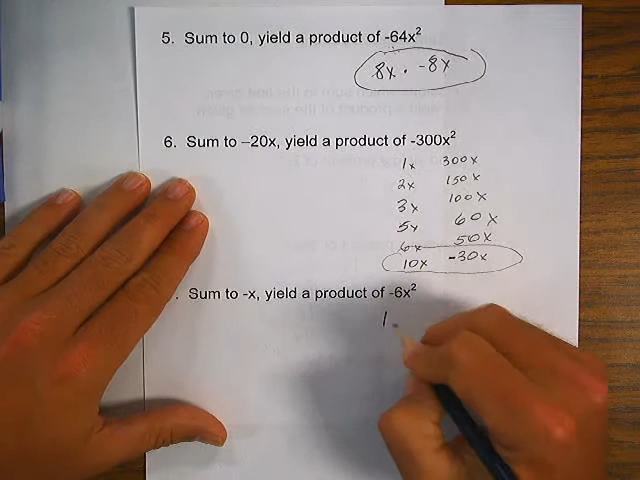 5. Sum to 0, yield a product of -64x²
8x · -8x
6. Sum to –20x, yield a product of -300x²
1x 300x
2x 150x
3x 100x
5x 60x
6x 50x
10x -30x
. Sum to -x, yield a product of -6x²
1